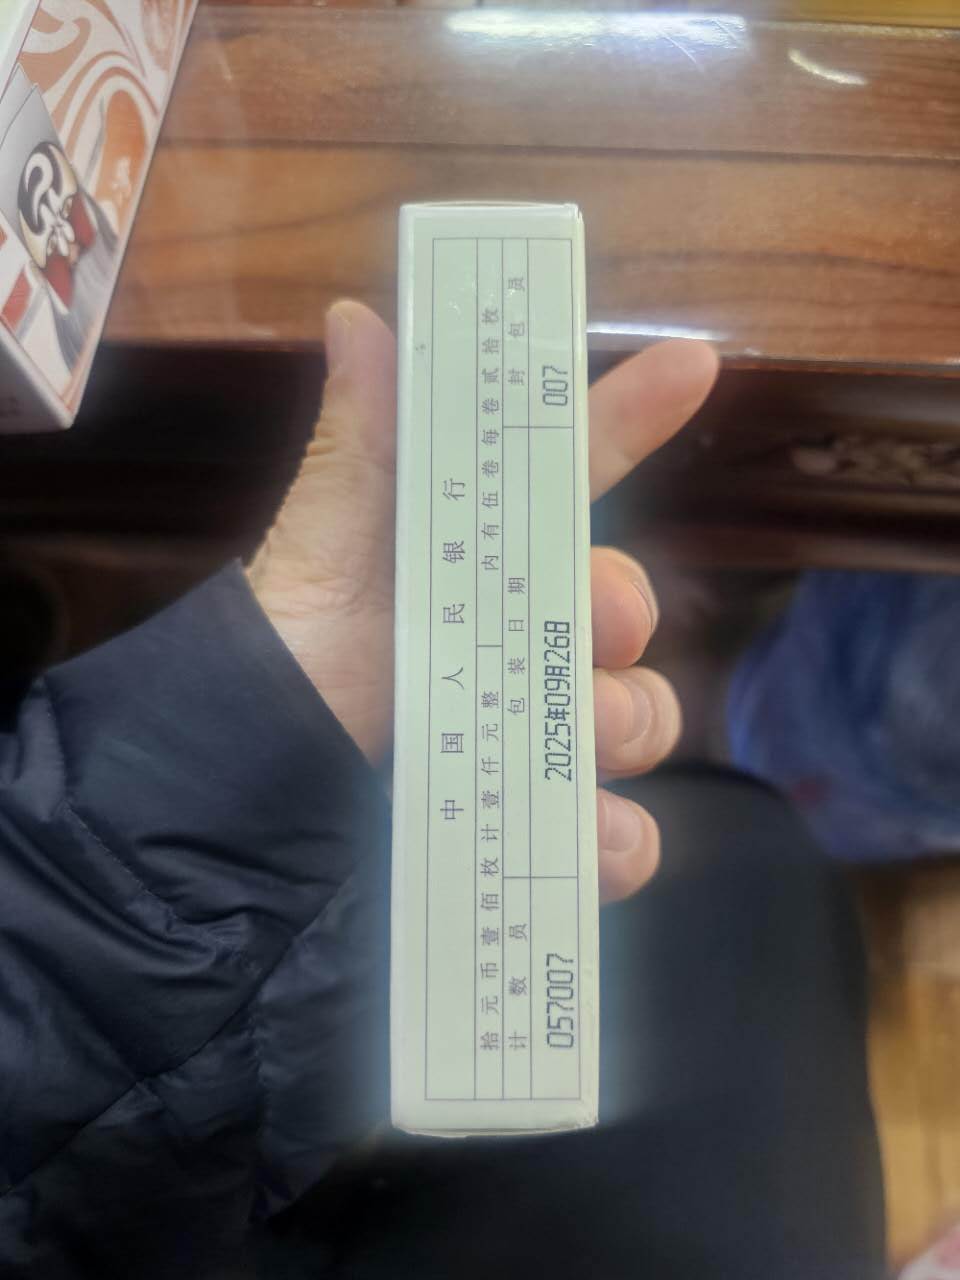 中国人民银行
拾元币壹佰枚计壹仟元整 内有伍卷每卷贰拾枚
计数员 包装日期 封包员
057007 2025年09月26日 007